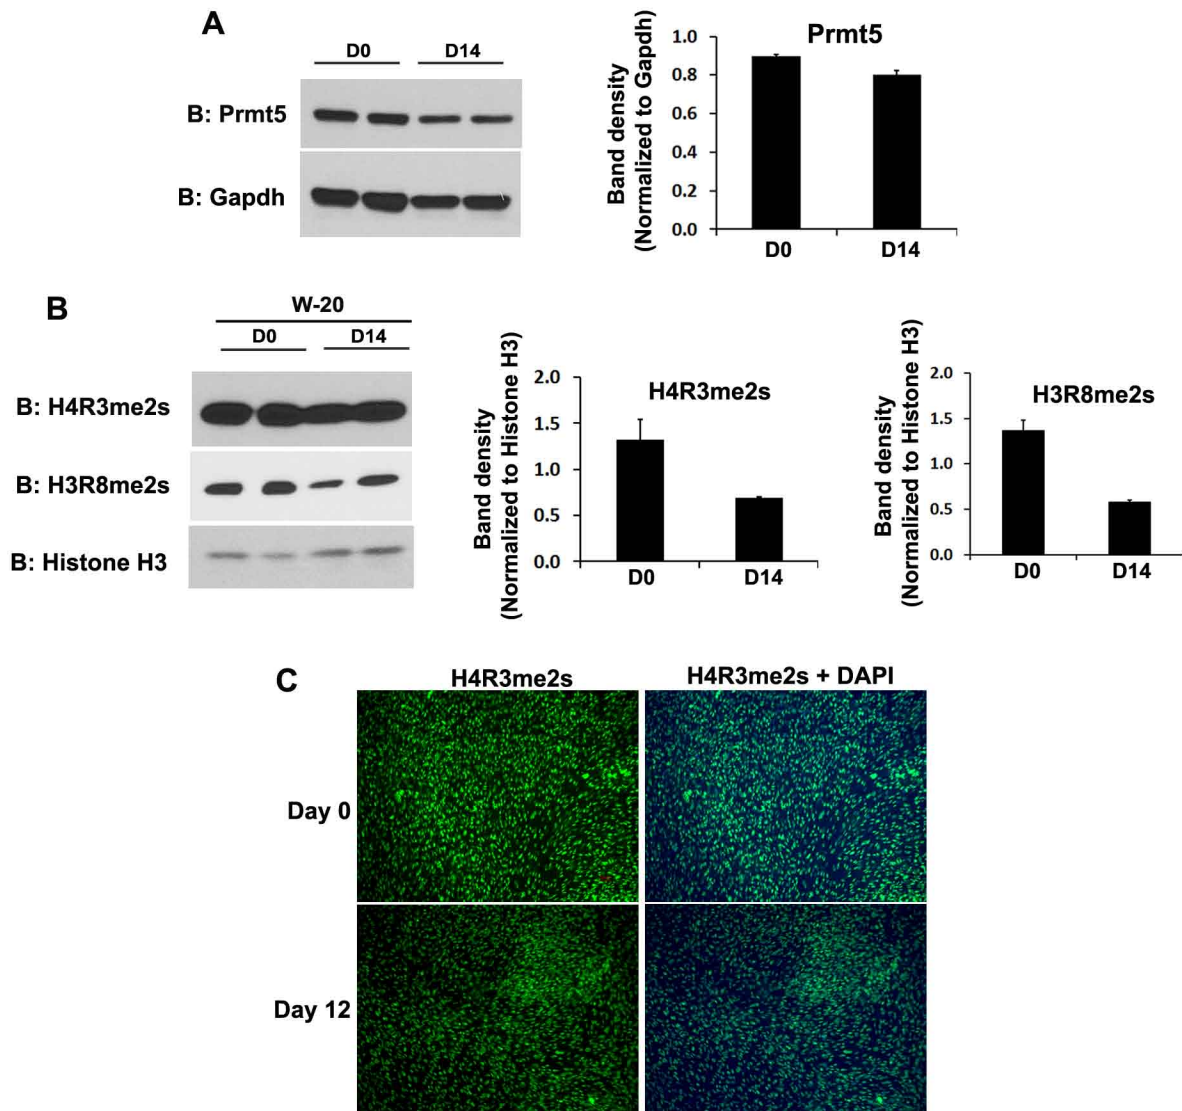 A
D0 D14
B: Prmt5
B: Gapdh
Prmt5
Band density
(Normalized to Gapdh)
1.0
0.8
0.6
0.4
0.2
0.0
D0 D14
B
W-20
D0 D14
B: H4R3me2s
B: H3R8me2s
B: Histone H3
H4R3me2s
Band density
(Normalized to Histone H3)
2.0
1.5
1.0
0.5
0.0
D0 D14
H3R8me2s
Band density
(Normalized to Histone H3)
2.0
1.5
1.0
0.5
0.0
D0 D14
C
H4R3me2s H4R3me2s + DAPI
Day 0
Day 12